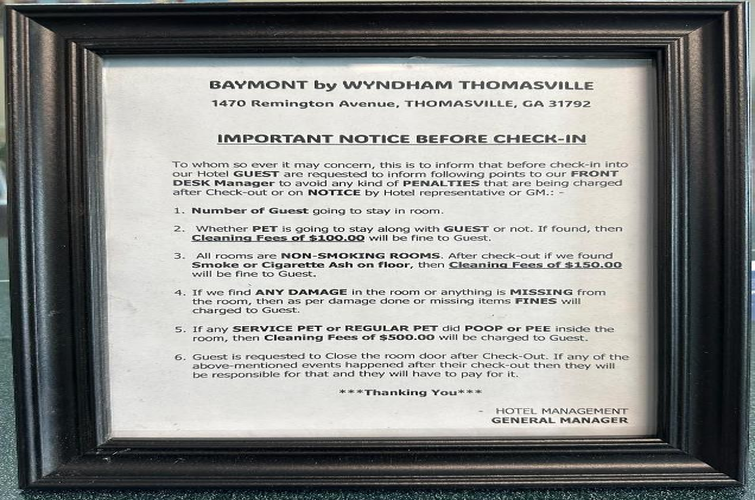 BAYMONT by WYNDHAM THOMASVILLE
1470 Remington Avenue, THOMASVILLE, GA 31792
IMPORTANT NOTICE BEFORE CHECK-IN
To whom so ever it may concern, this is to inform that before check-in into
our Hotel GUEST are requested to inform following points to our FRONT
DESK Manager to avoid any kind of PENALTIES that are being charged
after Check-out or on NOTICE by Hotel representative or GM.: -
1. Number of Guest going to stay in room.
2. Whether PET is going to stay along with GUEST or not. If found, then
Cleaning Fees of $100.00 will be fine to Guest.
3. All rooms are NON-SMOKING ROOMS. After check-out if we found
Smoke or Cigarette Ash on floor, then Cleaning Fees of $150.00
will be fine to Guest.
4. If we find ANY DAMAGE in the room or anything is MISSING from
the room, then as per damage done or missing items FINES will
charged to Guest.
5. If any SERVICE PET or REGULAR PET did POOP or PEE inside the
room, then Cleaning Fees of $500.00 will be charged to Guest.
6. Guest is requested to Close the room door after Check-Out. If any of the
above-mentioned events happened after their check-out then they will
be responsible for that and they will have to pay for it.
***Thanking You***
- HOTEL MANAGEMENT
GENERAL MANAGER